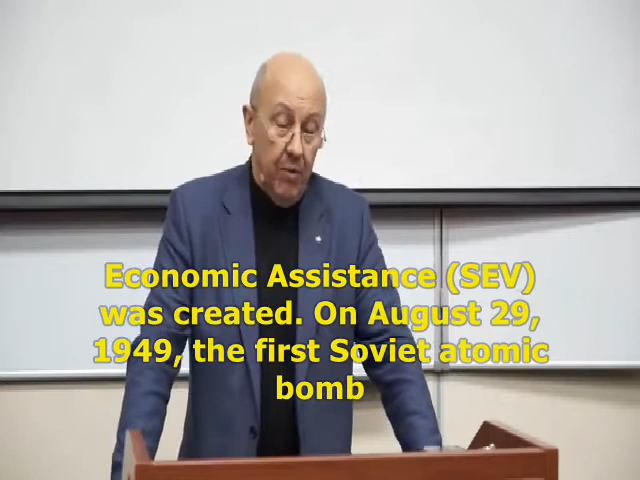 Economic Assistance (SEV)
was created. On August 29,
1949, the first Soviet atomic
bomb